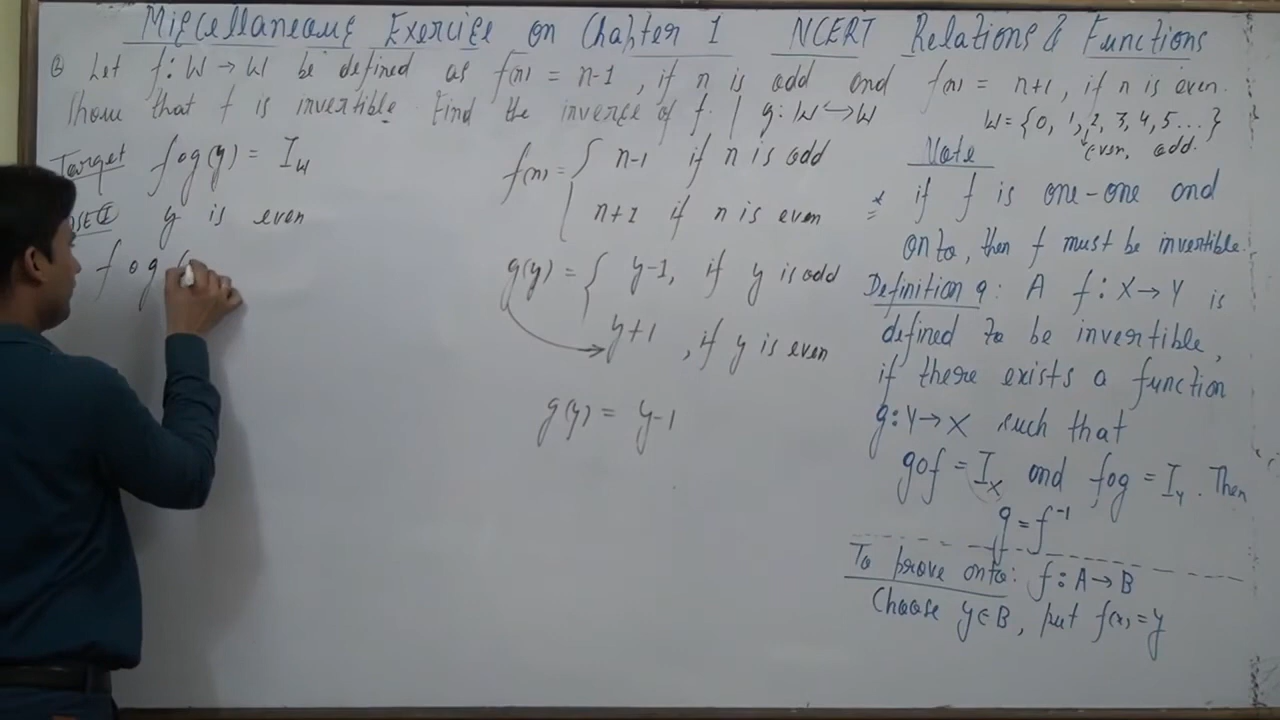 Miscellaneous Exercise on Chapter 1 NCERT Relations & Functions
Let f: W → W be defined as f(n) = n-1, if n is odd and f(n) = n+1, if n is even.
Show that f is invertible. Find the inverse of f. | g: W → W
W = {0, 1, 2, 3, 4, 5...}
even, odd.
Target fog(y) = I_W
y is even
fog (
f(n) = { n-1 if n is odd
n+1 if n is even
g(y) = { y-1, if y is odd
y+1, if y is even
g(y) = y-1
Note
* if f is one-one and
onto, then f must be invertible.
Definition 9: A f: X → Y is
defined to be invertible,
if there exists a function
g: Y → X such that
gof = I_X and fog = I_Y. Then
g = f⁻¹
To prove onto: f: A → B
Choose y ∈ B, put f(x) = y